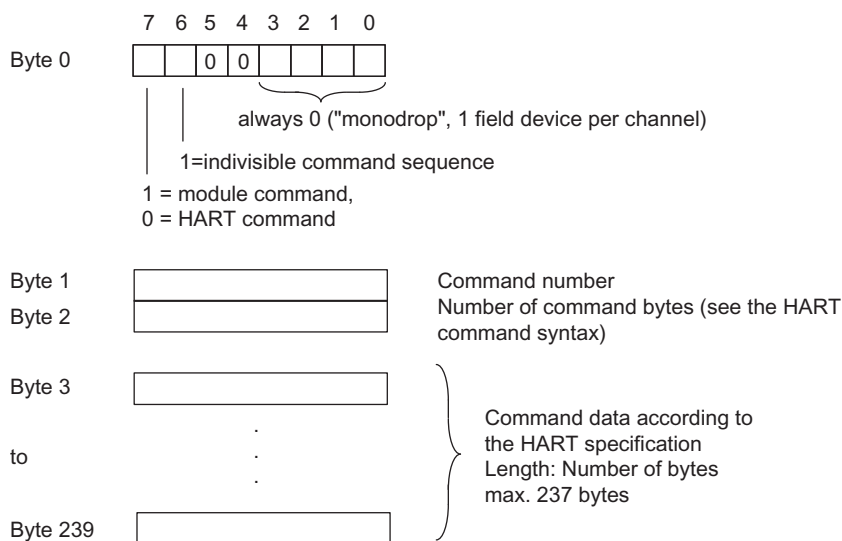 7 6 5 4 3 2 1 0
Byte 0
0 0
always 0 ("monodrop", 1 field device per channel)
1=indivisible command sequence
1 = module command,
0 = HART command
Byte 1
Command number
Byte 2
Number of command bytes (see the HART
command syntax)
Byte 3
.
to
.
.
Command data according to
the HART specification
Length: Number of bytes
max. 237 bytes
Byte 239